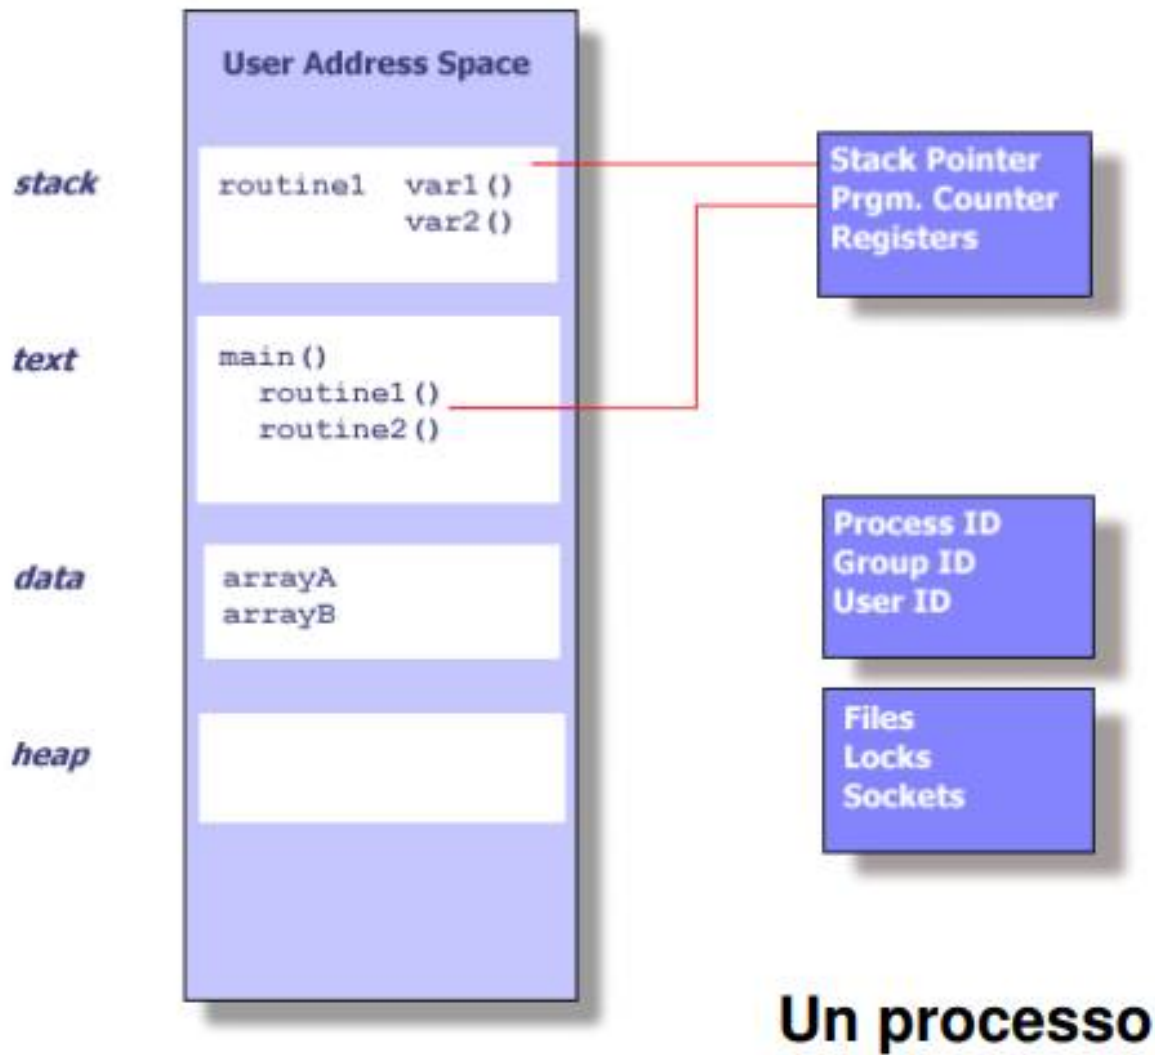 User Address Space
stack
routine1 var1()
var2()
text
main()
routine1()
routine2()
data
arrayA
arrayB
heap
Stack Pointer
Prgm. Counter
Registers
Process ID
Group ID
User ID
Files
Locks
Sockets
Un processo